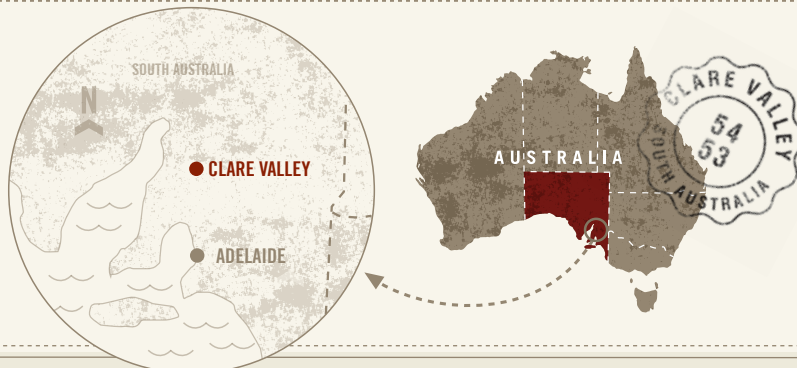 SOUTH AUSTRALIA
N
CLARE VALLEY
ADELAIDE
AUSTRALIA
CLARE VALLEY
54
53
SOUTH AUSTRALIA